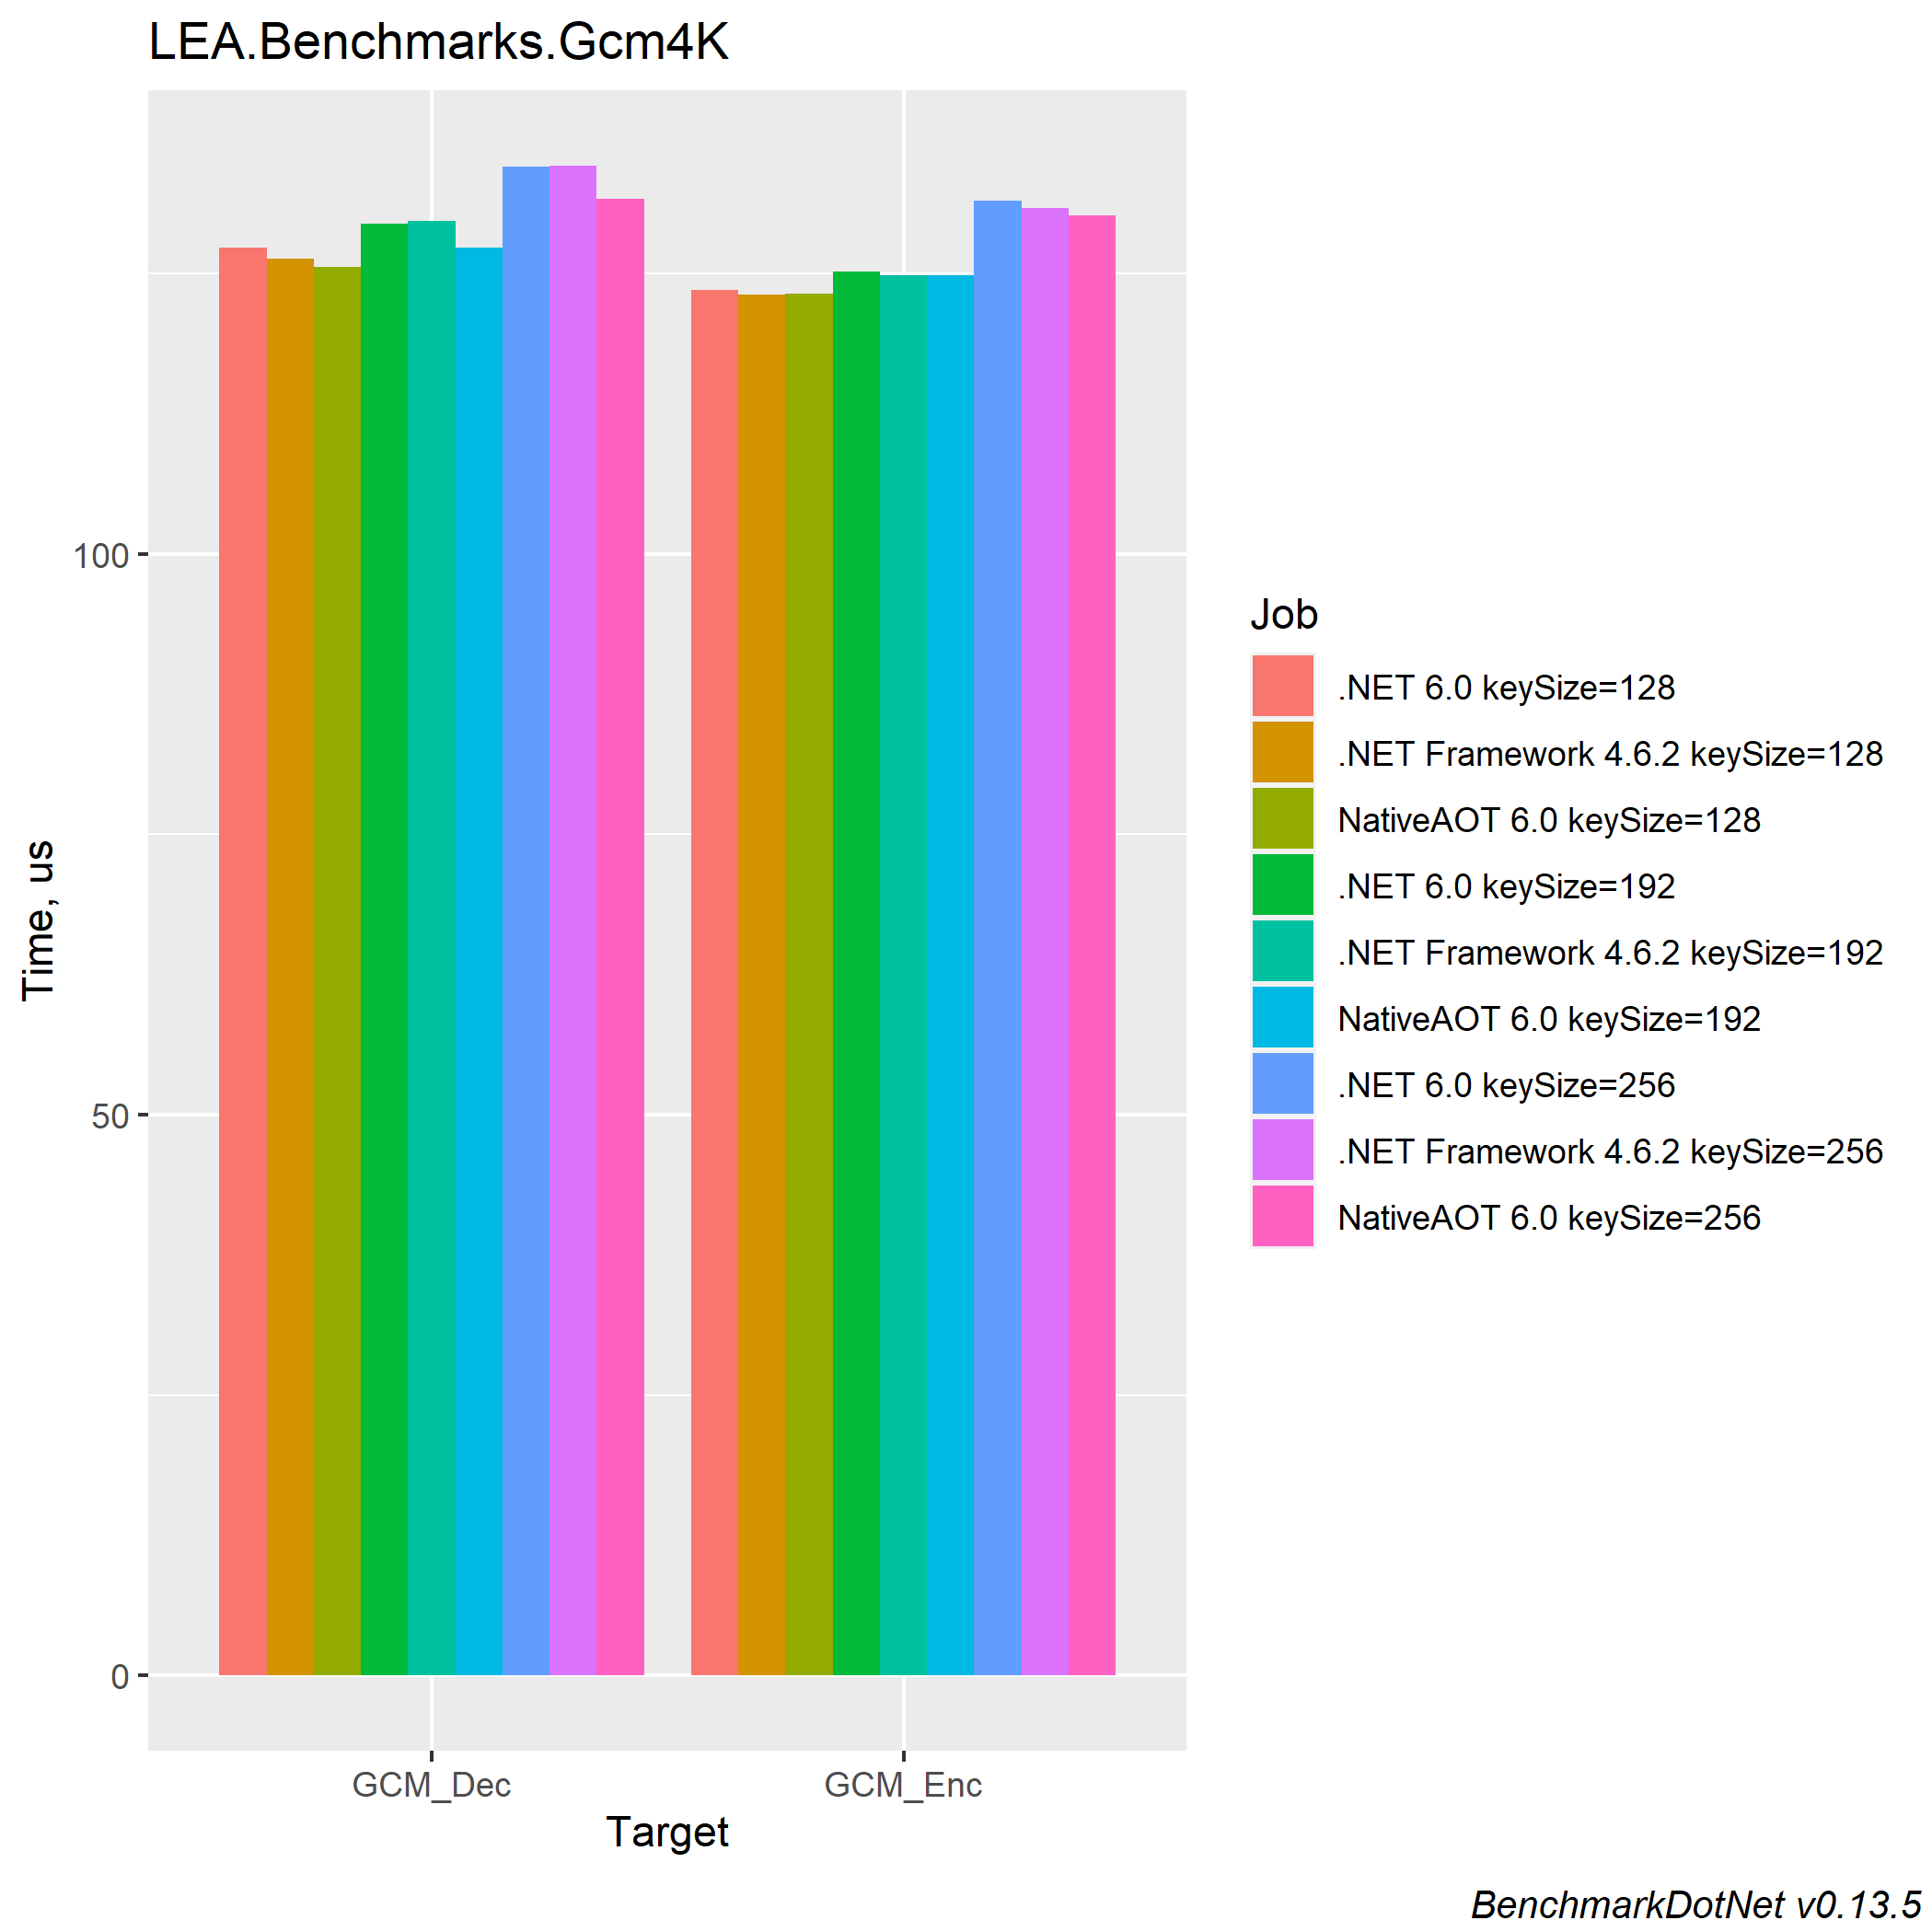 LEA.Benchmarks.Gcm4K
100
50
0
Time, us
GCM_Dec
GCM_Enc
Target
Job
.NET 6.0 keySize=128
.NET Framework 4.6.2 keySize=128
NativeAOT 6.0 keySize=128
.NET 6.0 keySize=192
.NET Framework 4.6.2 keySize=192
NativeAOT 6.0 keySize=192
.NET 6.0 keySize=256
.NET Framework 4.6.2 keySize=256
NativeAOT 6.0 keySize=256
BenchmarkDotNet v0.13.5